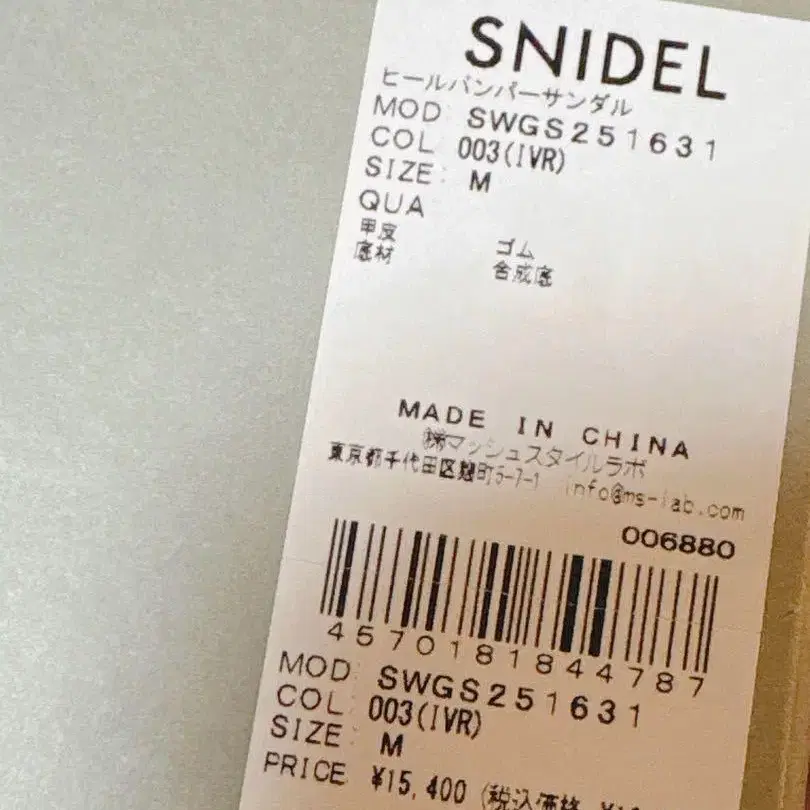 SNIDEL
ヒールバンパーサンダル
MOD: SWGS251631
COL: 003(IVR)
SIZE: M
QUA
甲皮 ゴム
底材 合成底
MADE IN CHINA
㈱マッシュスタイルラボ
東京都千代田区麹町5-7-1 info@ms-lab.com
006880
4570181844787
MOD: SWGS251631
COL: 003(IVR)
SIZE: M
PRICE ¥15,400 (税込価格